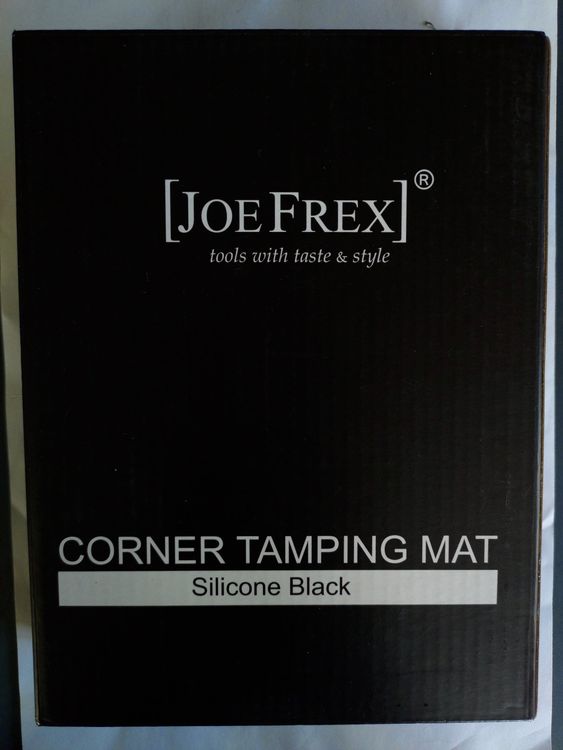 [JOEFREX]®
tools with taste & style
CORNER TAMPING MAT
Silicone Black